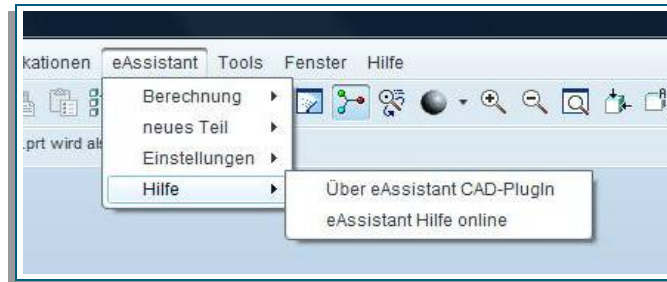 kationen eAssistant Tools Fenster Hilfe
Berechnung
neues Teil
.prt wird als
Einstellungen
Hilfe
Über eAssistant CAD-PlugIn
eAssistant Hilfe online